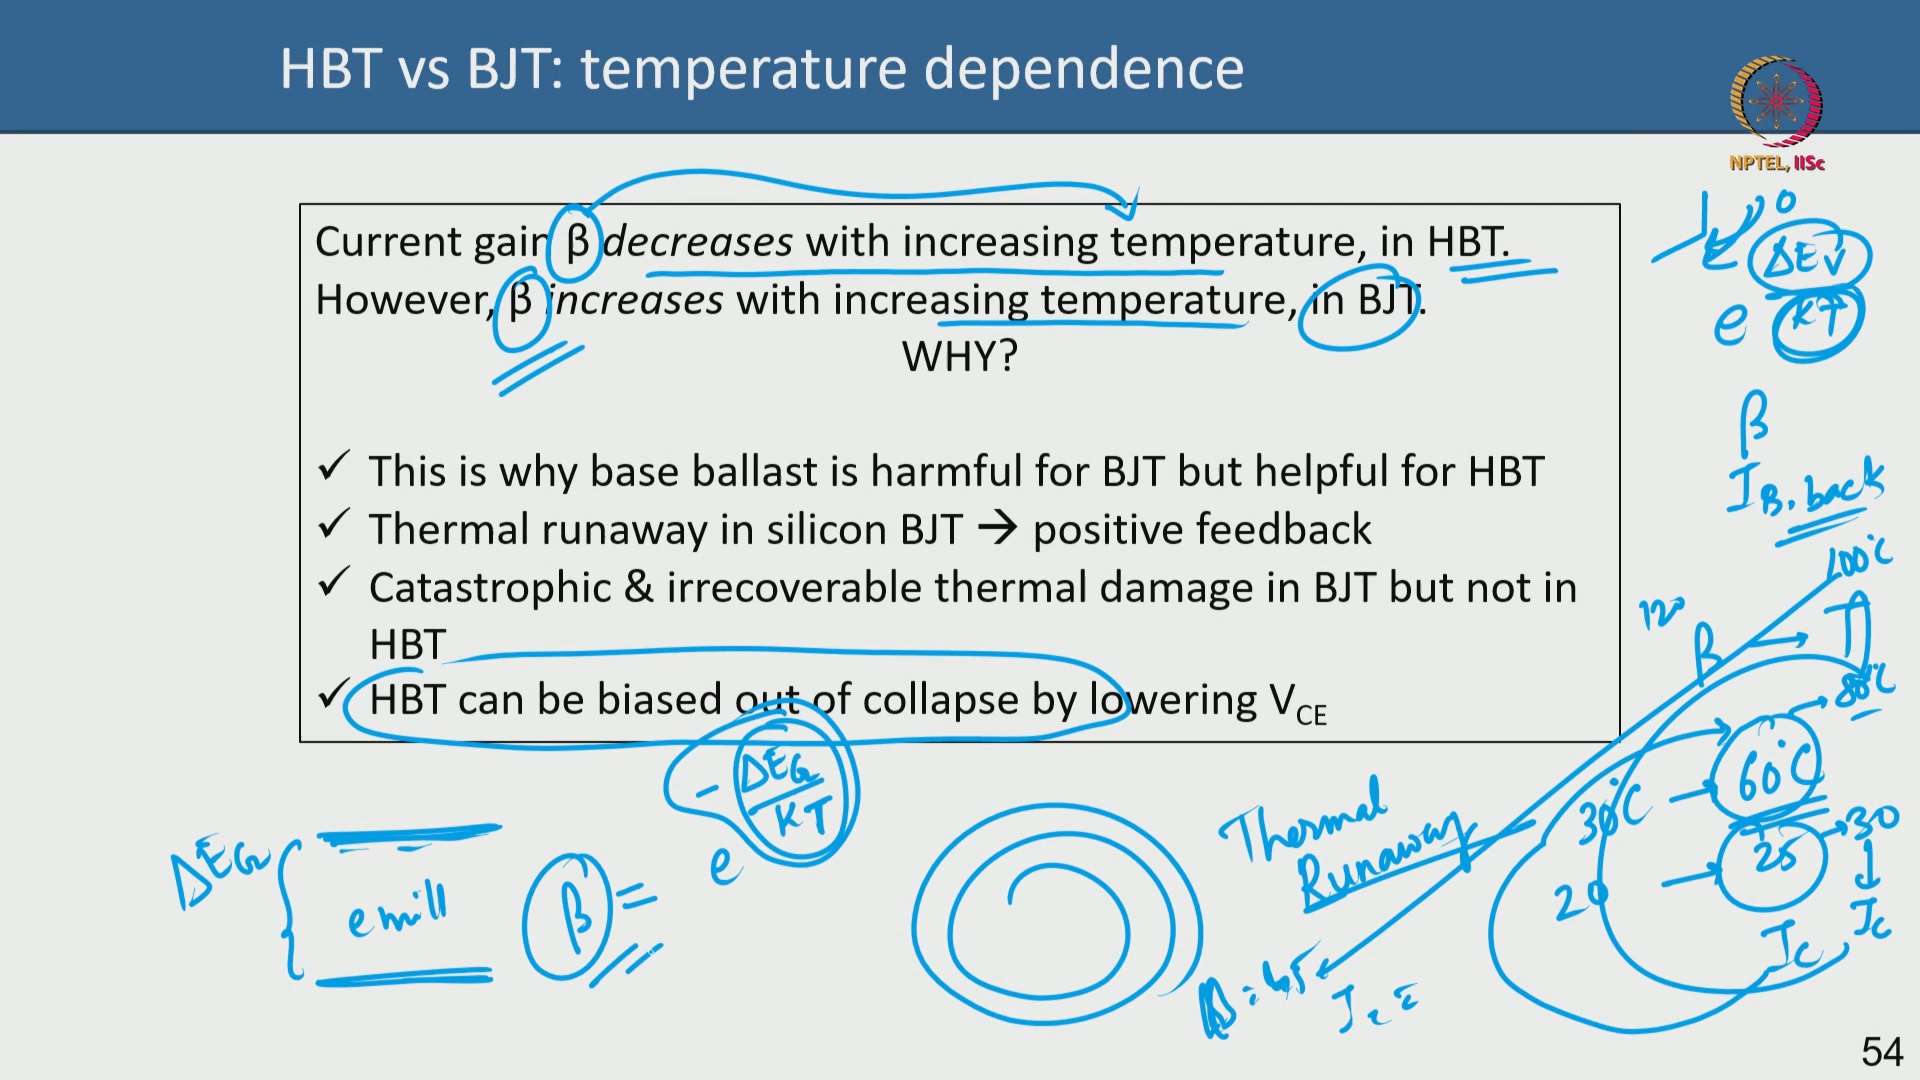 HBT vs BJT: temperature dependence
NPTEL, IISc
Current gain β decreases with increasing temperature, in HBT.
However, β increases with increasing temperature, in BJT.
WHY?
✓ This is why base ballast is harmful for BJT but helpful for HBT
✓ Thermal runaway in silicon BJT → positive feedback
✓ Catastrophic & irrecoverable thermal damage in BJT but not in
HBT
✓ HBT can be biased out of collapse by lowering VCE
ΔEv
e KT
β
IB.back
100°C
120
β → T
80°C
60°C
30°C
25 → 30
20
Ic
Ic
Thermal
Runaway
β = 45
- ΔEG
KT
e
β =
ΔEG
54